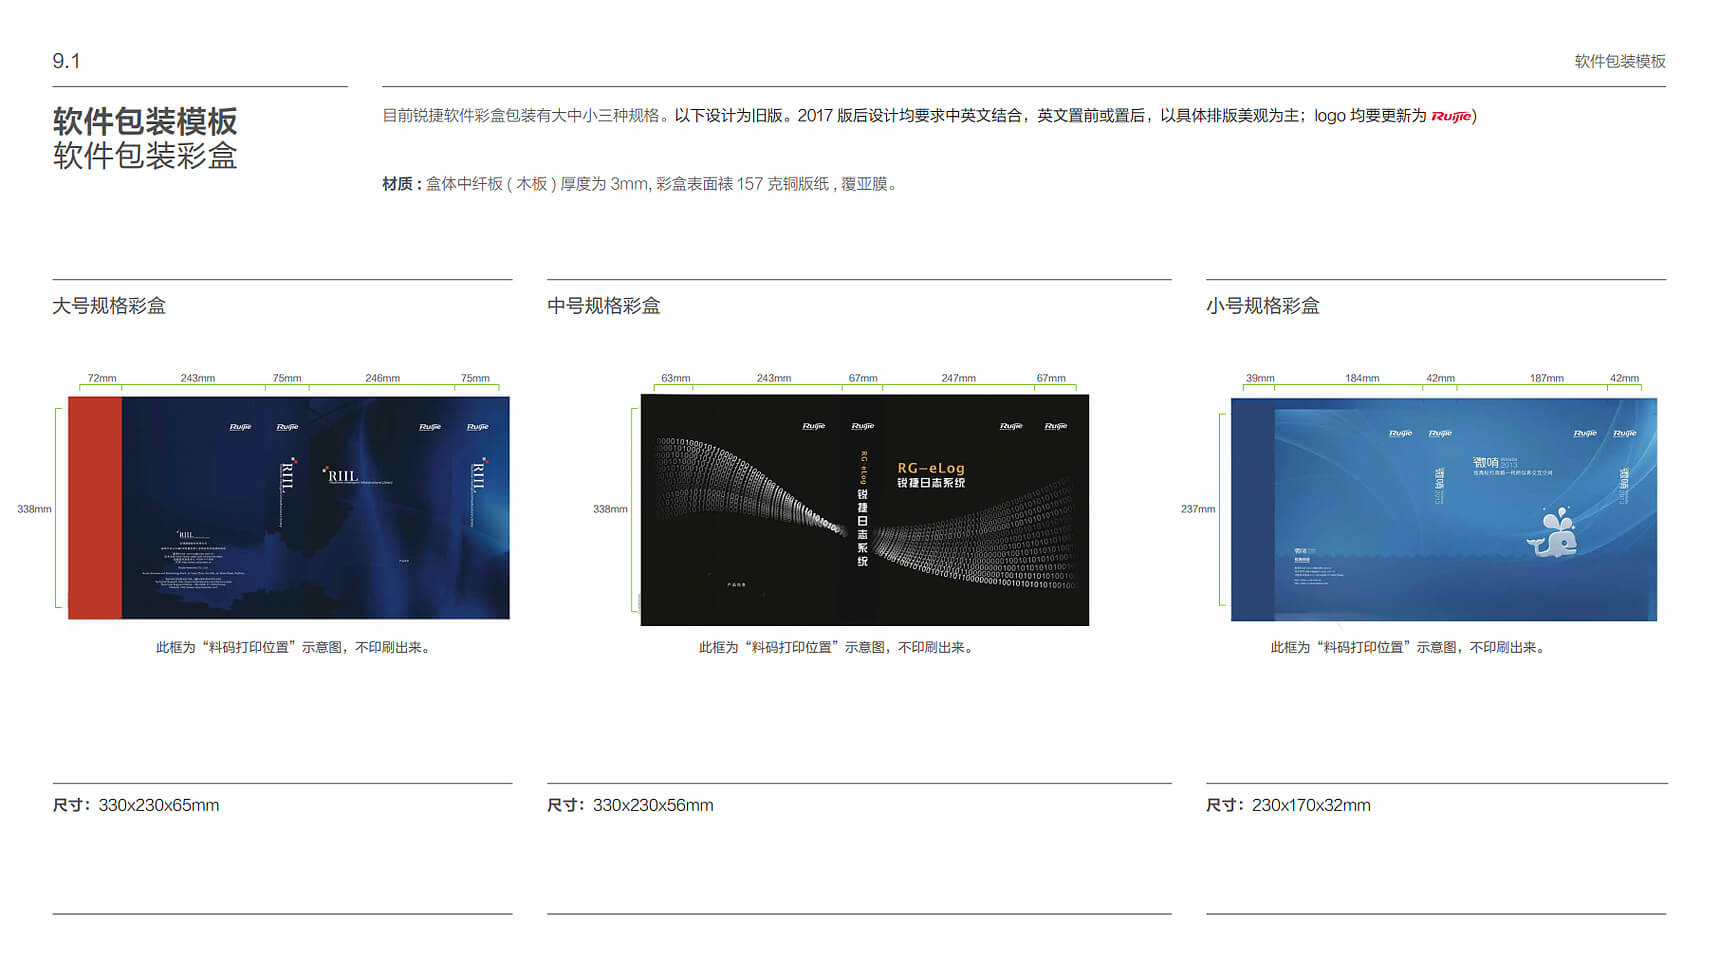 9.1
软件包装模板
软件包装模板
软件包装彩盒
目前锐捷软件彩盒包装有大中小三种规格。以下设计为旧版。2017 版后设计均要求中英文结合，英文置前或置后，以具体排版美观为主；logo 均要更新为 Ruijie)
材质 : 盒体中纤板 ( 木板 ) 厚度为 3mm, 彩盒表面裱 157 克铜版纸 , 覆亚膜。
大号规格彩盒
72mm 243mm 75mm 246mm 75mm
338mm
Ruijie Ruijie Ruijie Ruijie
RIIL
RIIL
RIIL
RIIL
此框为“料码打印位置”示意图，不印刷出来。
尺寸：330x230x65mm
中号规格彩盒
63mm 243mm 67mm 247mm 67mm
338mm
Ruijie Ruijie Ruijie Ruijie
RG-eLog 锐捷日志系统
RG-eLog
锐捷日志系统
此框为“料码打印位置”示意图，不印刷出来。
尺寸：330x230x56mm
小号规格彩盒
39mm 184mm 42mm 187mm 42mm
237mm
Ruijie Ruijie Ruijie Ruijie
微哨 2013
微哨 2013
微哨 2013
此框为“料码打印位置”示意图，不印刷出来。
尺寸：230x170x32mm